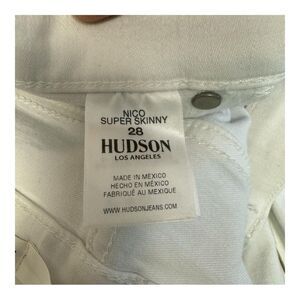 NICO
SUPER SKINNY
28
HUDSON
LOS ANGELES
MADE IN MEXICO
HECHO EN MÉXICO
FABRIQUÉ AU MEXIQUE
WWW.HUDSONJEANS.COM